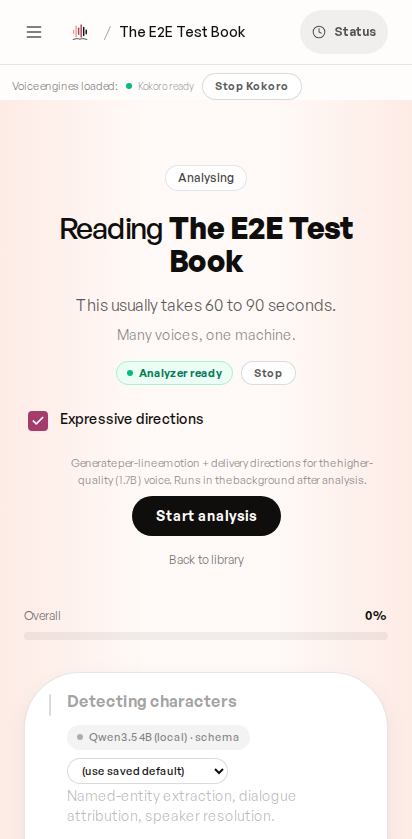 / The E2E Test Book
Status
Voice engines loaded: Kokoro ready Stop Kokoro
Analysing
Reading The E2E Test
Book
This usually takes 60 to 90 seconds.
Many voices, one machine.
Analyzer ready Stop
Expressive directions
Generate per-line emotion + delivery directions for the higher-
quality (1.7B) voice. Runs in the background after analysis.
Start analysis
Back to library
Overall 0%
Detecting characters
Qwen3.5 4B (local) · schema
(use saved default)
Named-entity extraction, dialogue
attribution, speaker resolution.